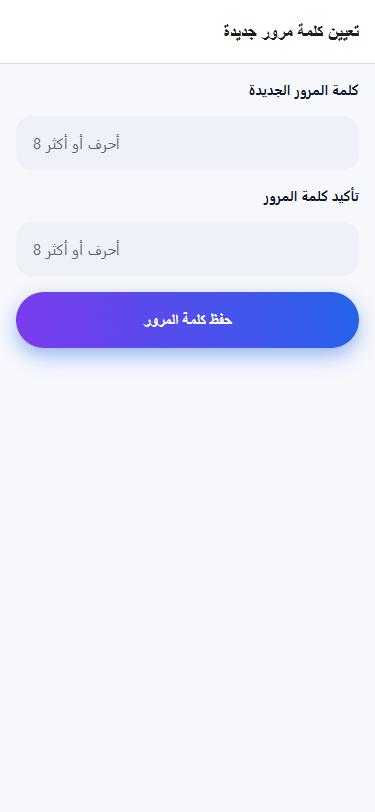 تعيين كلمة مرور جديدة
كلمة المرور الجديدة
8 أحرف أو أكثر
تأكيد كلمة المرور
8 أحرف أو أكثر
حفظ كلمة المرور